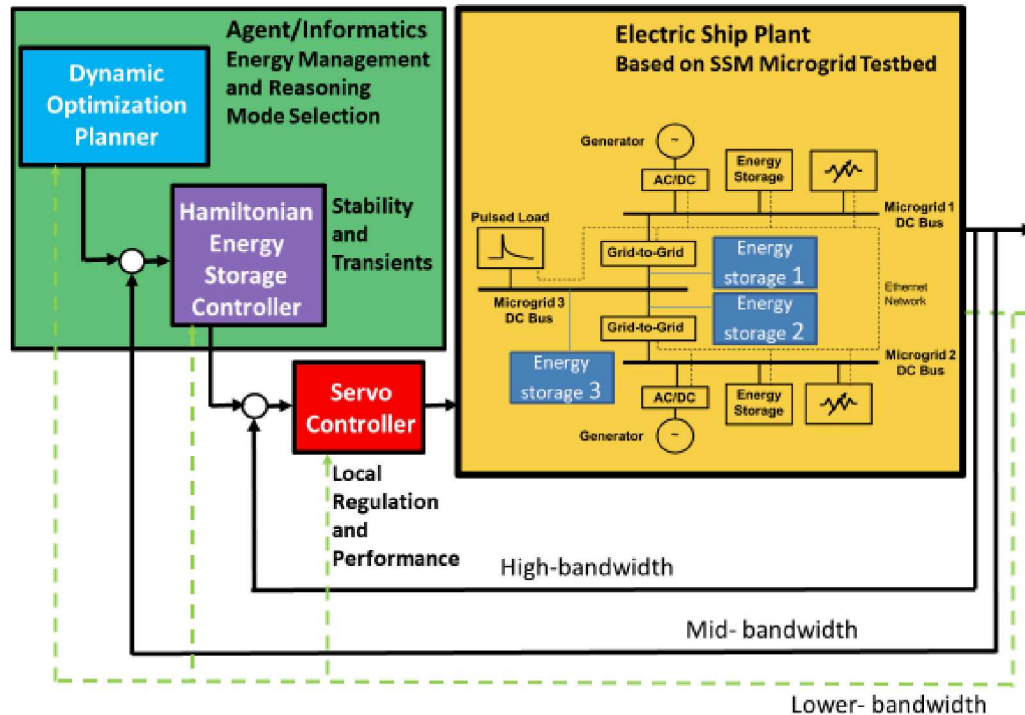 Agent/Informatics
Energy Management
and Reasoning
Mode Selection
Dynamic
Optimization
Planner
Hamiltonian
Energy
Storage
Controller
Stability
and
Transients
Servo
Controller
Local
Regulation
and
Performance
Electric Ship Plant
Based on SSM Microgrid Testbed
Generator
~
AC/DC
Energy
Storage
Microgrid 1
DC Bus
Pulsed Load
Grid-to-Grid
Energy
storage 1
Ethernet
Network
Microgrid 3
DC Bus
Energy
storage 2
Grid-to-Grid
Energy
storage 3
Microgrid 2
DC Bus
AC/DC
Energy
Storage
Generator
~
High-bandwidth
Mid- bandwidth
Lower- bandwidth